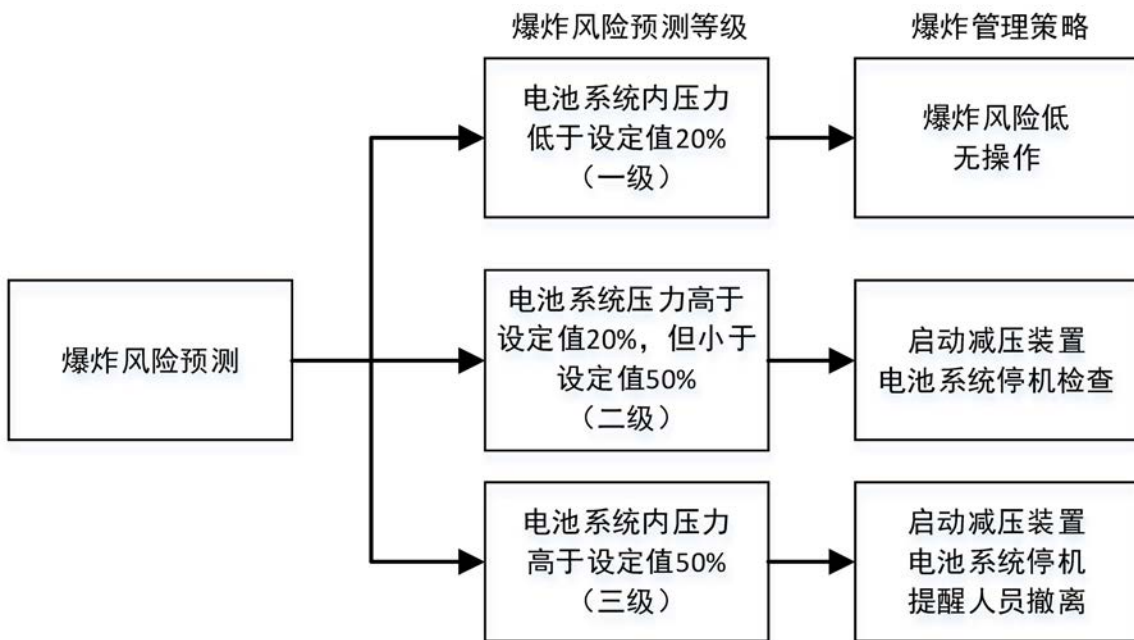 爆炸风险预测等级
爆炸管理策略
电池系统内压力
低于设定值20%
（一级）
爆炸风险低
无操作
爆炸风险预测
电池系统压力高于
设定值20%，但小于
设定值50%
（二级）
启动减压装置
电池系统停机检查
电池系统内压力
高于设定值50%
（三级）
启动减压装置
电池系统停机
提醒人员撤离